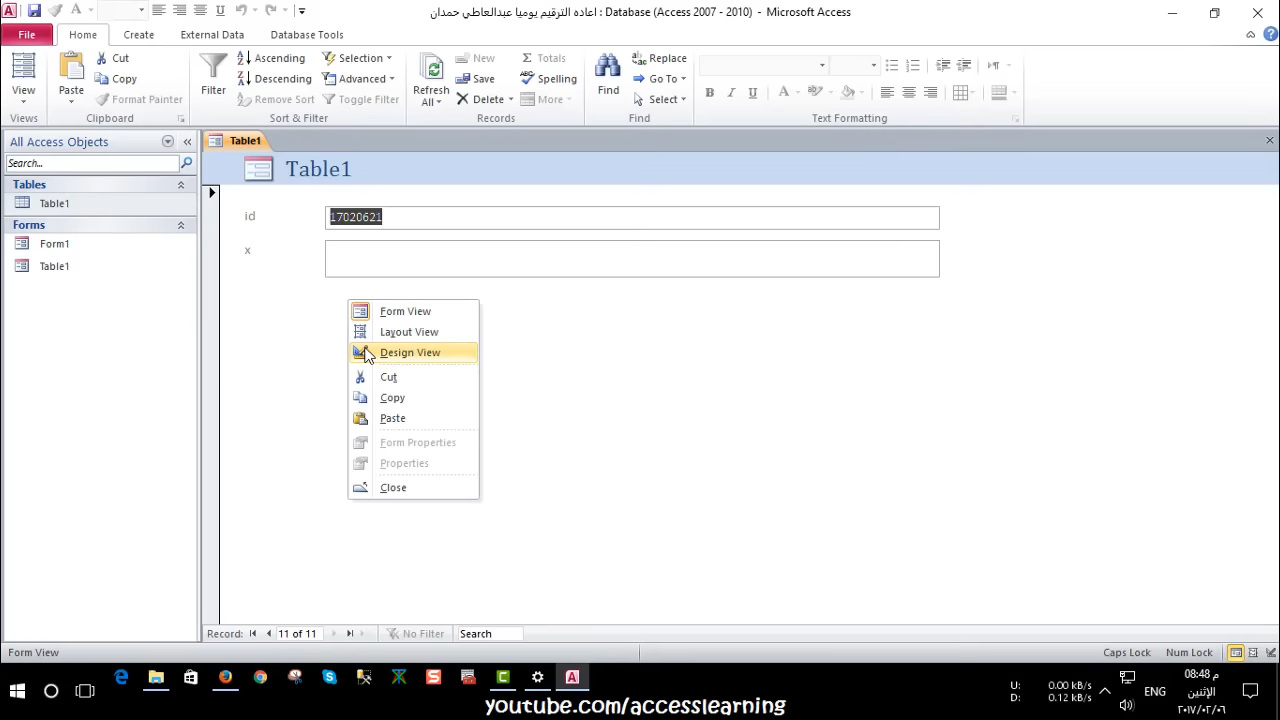 اعاده الترقيم يوميا عبدالعاطي حمدان : Database (Access 2007 - 2010) - Microsoft Access
File Home Create External Data Database Tools
View
Views
Paste
Cut
Copy
Format Painter
Clipboard
Filter
Ascending
Descending
Remove Sort
Selection
Advanced
Toggle Filter
Sort & Filter
Refresh
All
New
Save
Delete
Totals
Spelling
More
Records
Find
Replace
Go To
Select
Find
Text Formatting
All Access Objects
Search...
Tables
Table1
Forms
Form1
Table1
Table1
Table1
id 17020621
x
Form View
Layout View
Design View
Cut
Copy
Paste
Form Properties
Properties
Close
Record: 11 of 11 No Filter Search
Form View Caps Lock Num Lock
U: 0.00 kB/s
D: 0.12 kB/s
ENG
08:48 م
الإثنين
٢٠١٧/٠٢/٠٦
youtube.com/accesslearning